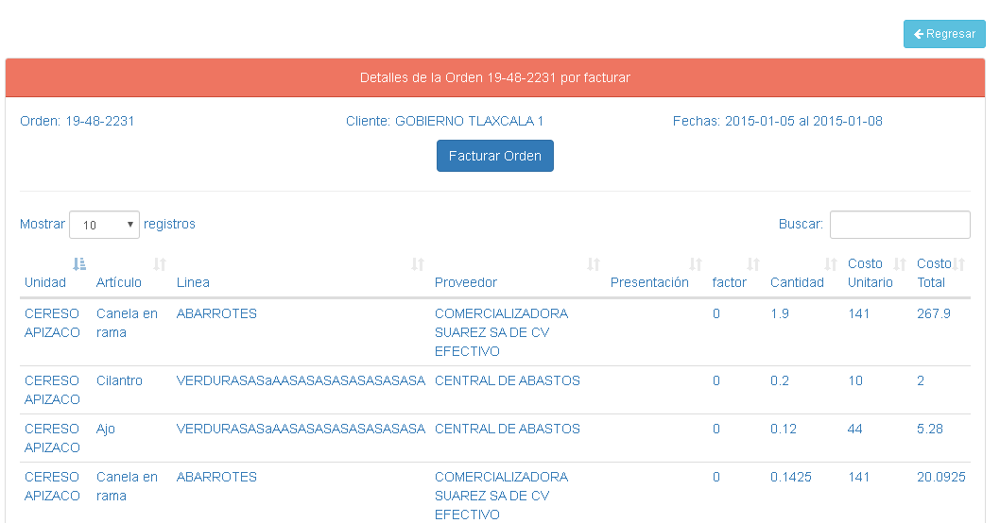 Regresar
Detalles de la Orden 19-48-2231 por facturar
Orden: 19-48-2231 Cliente: GOBIERNO TLAXCALA 1 Fechas: 2015-01-05 al 2015-01-08
Facturar Orden
Mostrar 10 registros Buscar:
Unidad Artículo Linea Proveedor Presentación factor Cantidad Costo Unitario Costo Total
CERESO Canela en ABARROTES COMERCIALIZADORA 0 1.9 141 267.9
APIZACO rama SUAREZ SA DE CV
EFECTIVO
CERESO Cilantro VERDURASASaAASASASASASASASASA CENTRAL DE ABASTOS 0 0.2 10 2
APIZACO
CERESO Ajo VERDURASASaAASASASASASASASASA CENTRAL DE ABASTOS 0 0.12 44 5.28
APIZACO
CERESO Canela en ABARROTES COMERCIALIZADORA 0 0.1425 141 20.0925
APIZACO rama SUAREZ SA DE CV
EFECTIVO